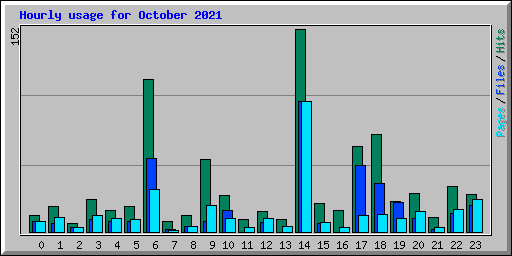 Hourly usage for October 2021
152
Pages/Files/Hits
0 1 2 3 4 5 6 7 8 9 10 11 12 13 14 15 16 17 18 19 20 21 22 23